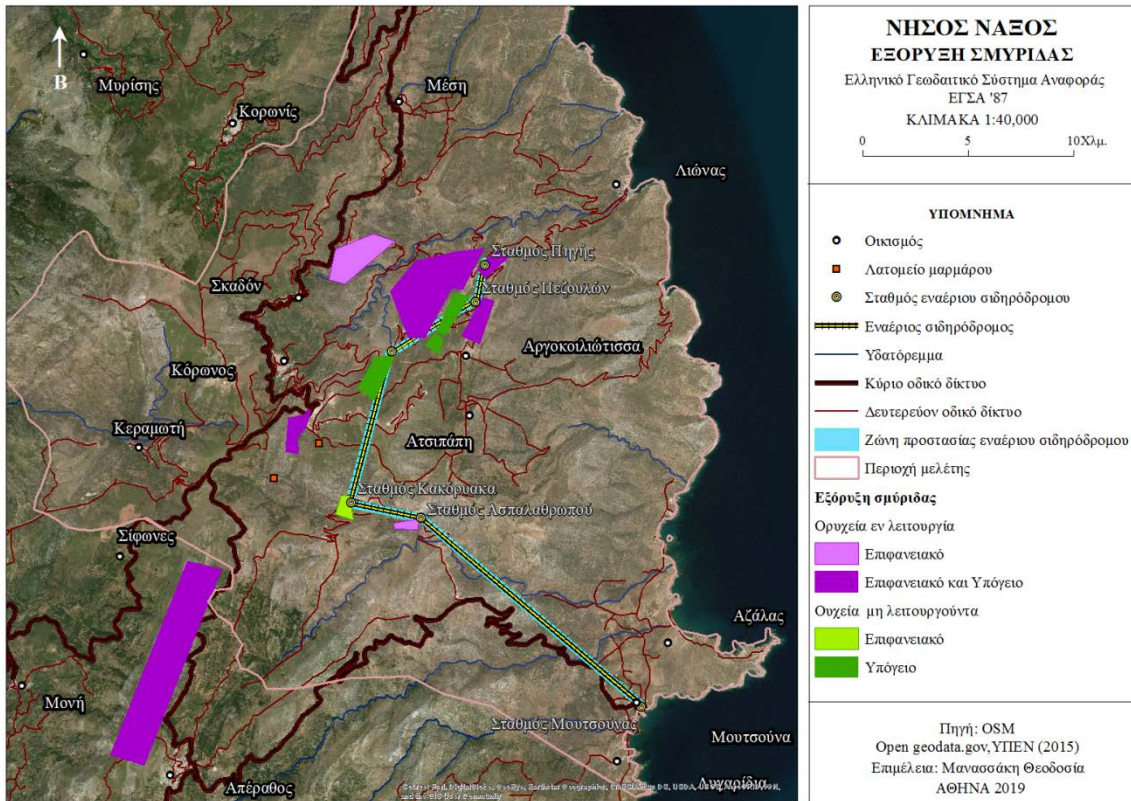 Β
Μυρίσης
Κορωνίς
Μέση
Λιώνας
Σταθμός Πηγής
Σκαδόν
Σταθμός Πεζουλών
Αργοκοιλιώτισσα
Κόρωνος
Κεραμωτή
Ατσιπάπη
Σταθμός Κακόρυακα
Σταθμός Ασπαλαθρωπού
Σίφωνες
Αζάλας
Μονή
Σταθμός Μουτσούνας
Μουτσούνα
Απέραθος
Λυχαρίδια
ΝΗΣΟΣ ΝΑΞΟΣ
ΕΞΟΡΥΞΗ ΣΜΥΡΙΔΑΣ
Ελληνικό Γεωδαιτικό Σύστημα Αναφοράς
ΕΓΣΑ '87
ΚΛΙΜΑΚΑ 1:40,000
0 5 10Χλμ.
ΥΠΟΜΝΗΜΑ
Οικισμός
Λατομείο μαρμάρου
Σταθμός εναέριου σιδηρόδρομου
Εναέριος σιδηρόδρομος
Υδατόρεμμα
Κύριο οδικό δίκτυο
Δευτερεύον οδικό δίκτυο
Ζώνη προστασίας εναέριου σιδηρόδρομου
Περιοχή μελέτης
Εξόρυξη σμύριδας
Ορυχεία εν λειτουργία
Επιφανειακό
Επιφανειακό και Υπόγειο
Ουχεία μη λειτουργούντα
Επιφανειακό
Υπόγειο
Πηγή: OSM
Open geodata.gov,ΥΠΕΝ (2015)
Επιμέλεια: Μανασσάκη Θεοδοσία
ΑΘΗΝΑ 2019